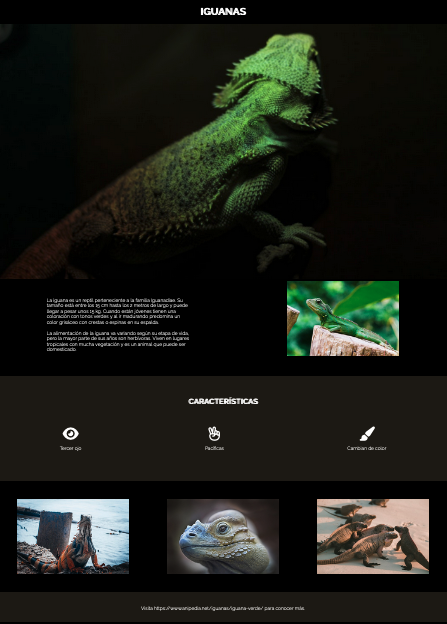 IGUANAS
La iguana es un reptil perteneciente a la familia Iguanadiae. Su
tamaño está entre los 15 cm hasta los 2 metros de largo y puede
llegar a pesar unos 15 kg. Cuando están jóvenes tienen una
coloración con tonos verdes y al ir madurando predomina un
color grisáceo con crestas o espinas en su espalda.
La alimentación de la iguana va variando según su etapa de vida,
pero la mayor parte de sus años son herbívoras. Viven en lugares
tropicales con mucha vegetación y es un animal que puede ser
domesticado.
CARACTERÍSTICAS
Tercer ojo
Pacíficas
Cambian de color
Visita https://www.anipedia.net/iguanas/iguana-verde/ para conocer más.